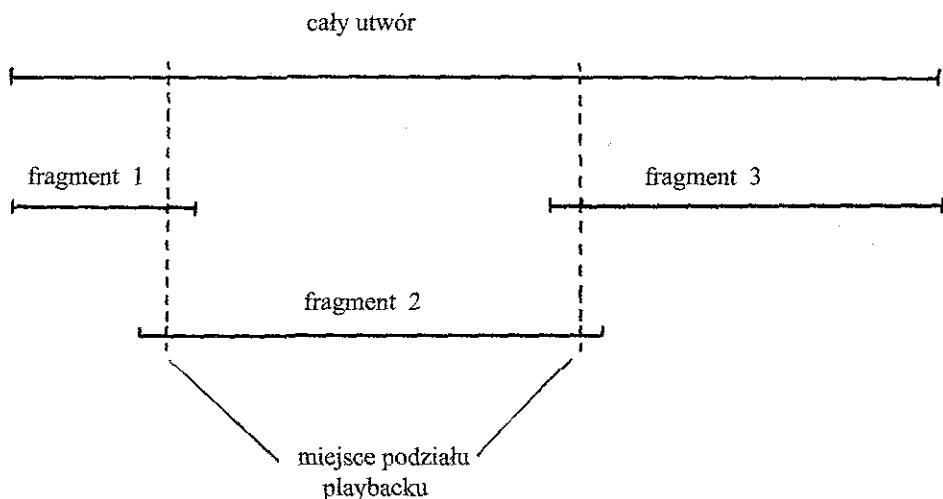 cały utwór
fragment 1
fragment 3
fragment 2
miejsce podziału
playbacku